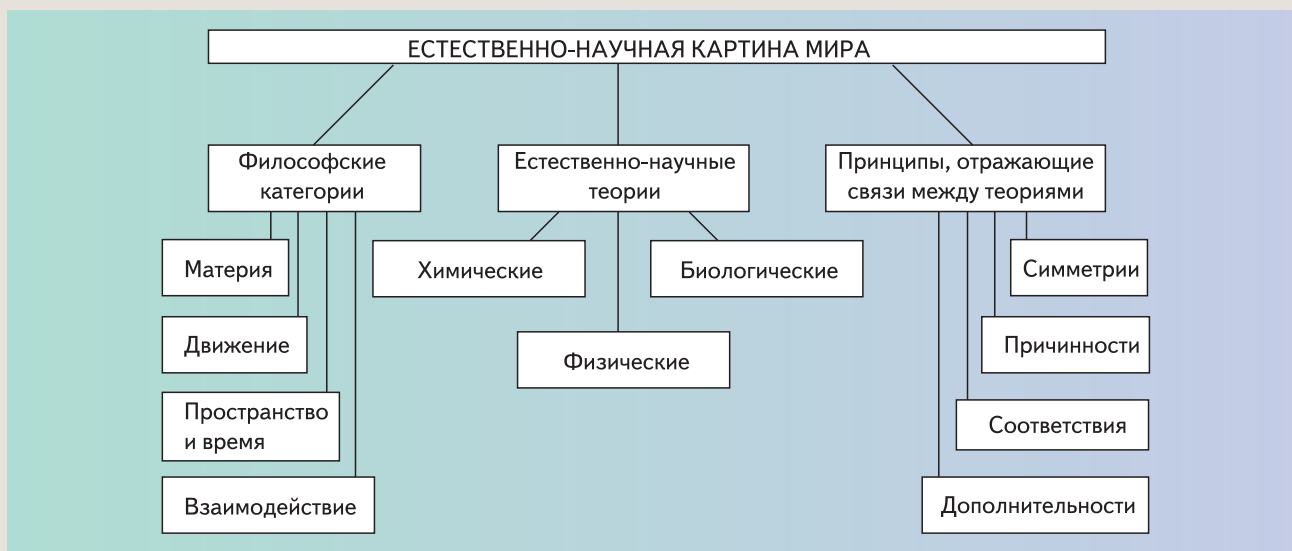 ЕСТЕСТВЕННО-НАУЧНАЯ КАРТИНА МИРА
Философские
категории
Естественно-научные
теории
Принципы, отражающие
связи между теориями
Материя
Движение
Пространство
и время
Взаимодействие
Химические
Физические
Биологические
Симметрии
Причинности
Соответствия
Дополнительности